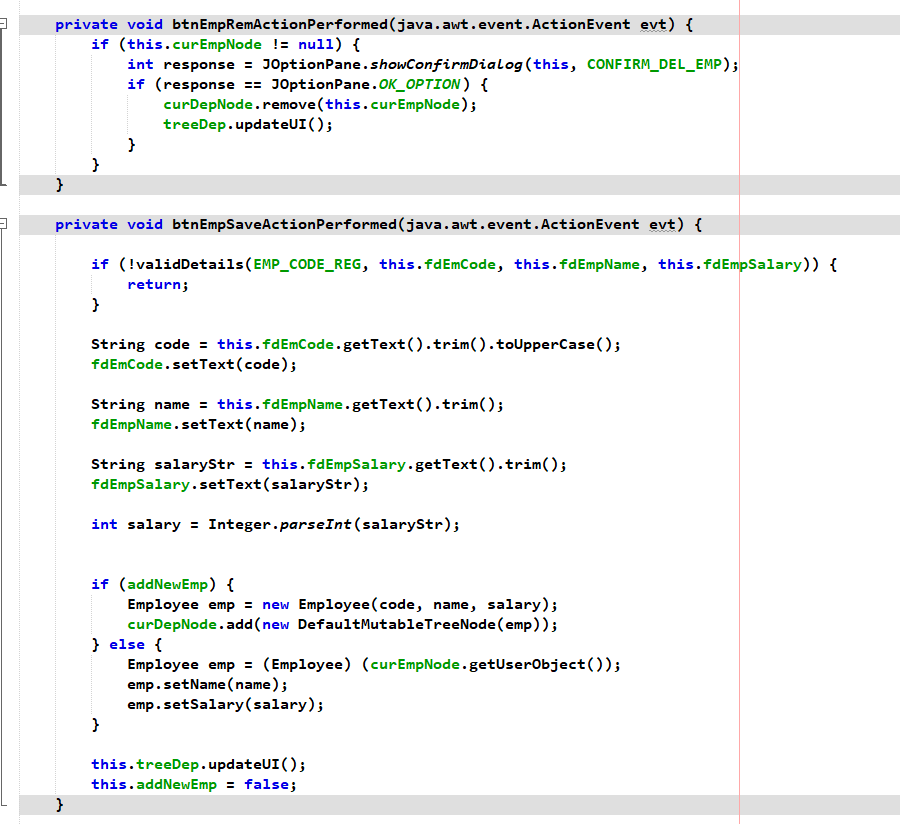 private void btnEmpRemActionPerformed(java.awt.event.ActionEvent evt) {
if (this.curEmpNode != null) {
int response = JOptionPane.showConfirmDialog(this, CONFIRM_DEL_EMP);
if (response == JOptionPane.OK_OPTION) {
curDepNode.remove(this.curEmpNode);
treeDep.updateUI();
}
}
}
private void btnEmpSaveActionPerformed(java.awt.event.ActionEvent evt) {
if (!validDetails(EMP_CODE_REG, this.fdEmCode, this.fdEmpName, this.fdEmpSalary)) {
return;
}
String code = this.fdEmCode.getText().trim().toUpperCase();
fdEmCode.setText(code);
String name = this.fdEmpName.getText().trim();
fdEmpName.setText(name);
String salaryStr = this.fdEmpSalary.getText().trim();
fdEmpSalary.setText(salaryStr);
int salary = Integer.parseInt(salaryStr);
if (addNewEmp) {
Employee emp = new Employee(code, name, salary);
curDepNode.add(new DefaultMutableTreeNode(emp));
} else {
Employee emp = (Employee) (curEmpNode.getUserObject());
emp.setName(name);
emp.setSalary(salary);
}
this.treeDep.updateUI();
this.addNewEmp = false;
}